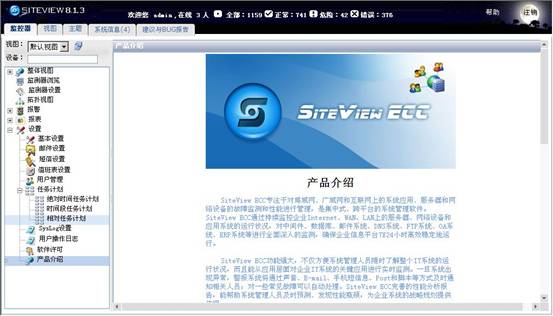 SITEVIEW 8.1.3
欢迎您 admin,在线 3 人 全部:1159 正常:741 危险:42 错误:376
帮助 注销
监控器 视图 主题 系统信息(4) 建议与BUG报告
视图: 默认视图
设备:
整体视图
监测器浏览
监测器设置
拓扑视图
报警
报表
设置
基本设置
邮件设置
短信设置
值班表设置
用户管理
任务计划
绝对时间任务计划
时间段任务计划
相对任务计划
SysLog设置
用户操作日志
软件许可
产品介绍
产品介绍
SITEVIEW ECC
产品介绍
SiteView ECC专注于对局域网、广域网和互联网上的系统应用、服务器和网
络设备的故障监测和性能管理，是集中式、跨平台的系统管理软件。
SiteView ECC通过持续监控企业Internet、WAN、LAN上的服务器、网络设备和
应用系统的运行状况，对中间件、数据库、邮件系统、DNS系统、FTP系统、OA系
统、ERP系统等进行全面深入的监测，确保企业信息平台7X24小时高效稳定地运
行。
SiteView ECC功能强大，不仅方便系统管理人员随时了解整个IT系统的运
行状况，而且能从应用层面对企业IT系统的关键应用进行实时监测。一旦系统出
现异常，警报系统将通过声音、E-mail、手机短信息、Post和脚本等方式及时通
知相关人员，对一些常见故障可以自动处理。SiteView ECC完善的性能分析报
告，能帮助系统管理人员及时预测、发现性能瓶颈，为企业系统的战略规划提供